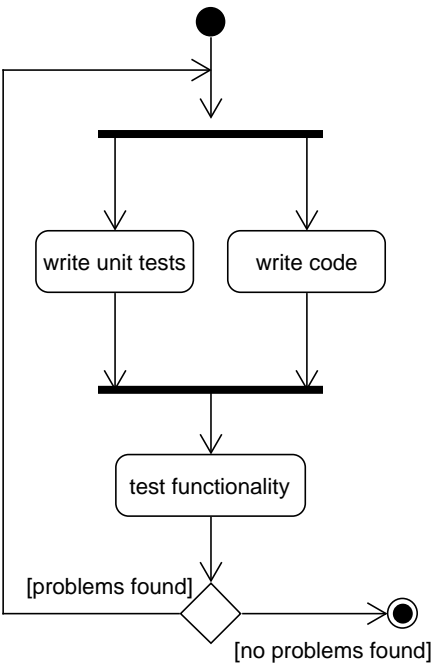 write unit tests
write code
test functionality
[problems found]
[no problems found]